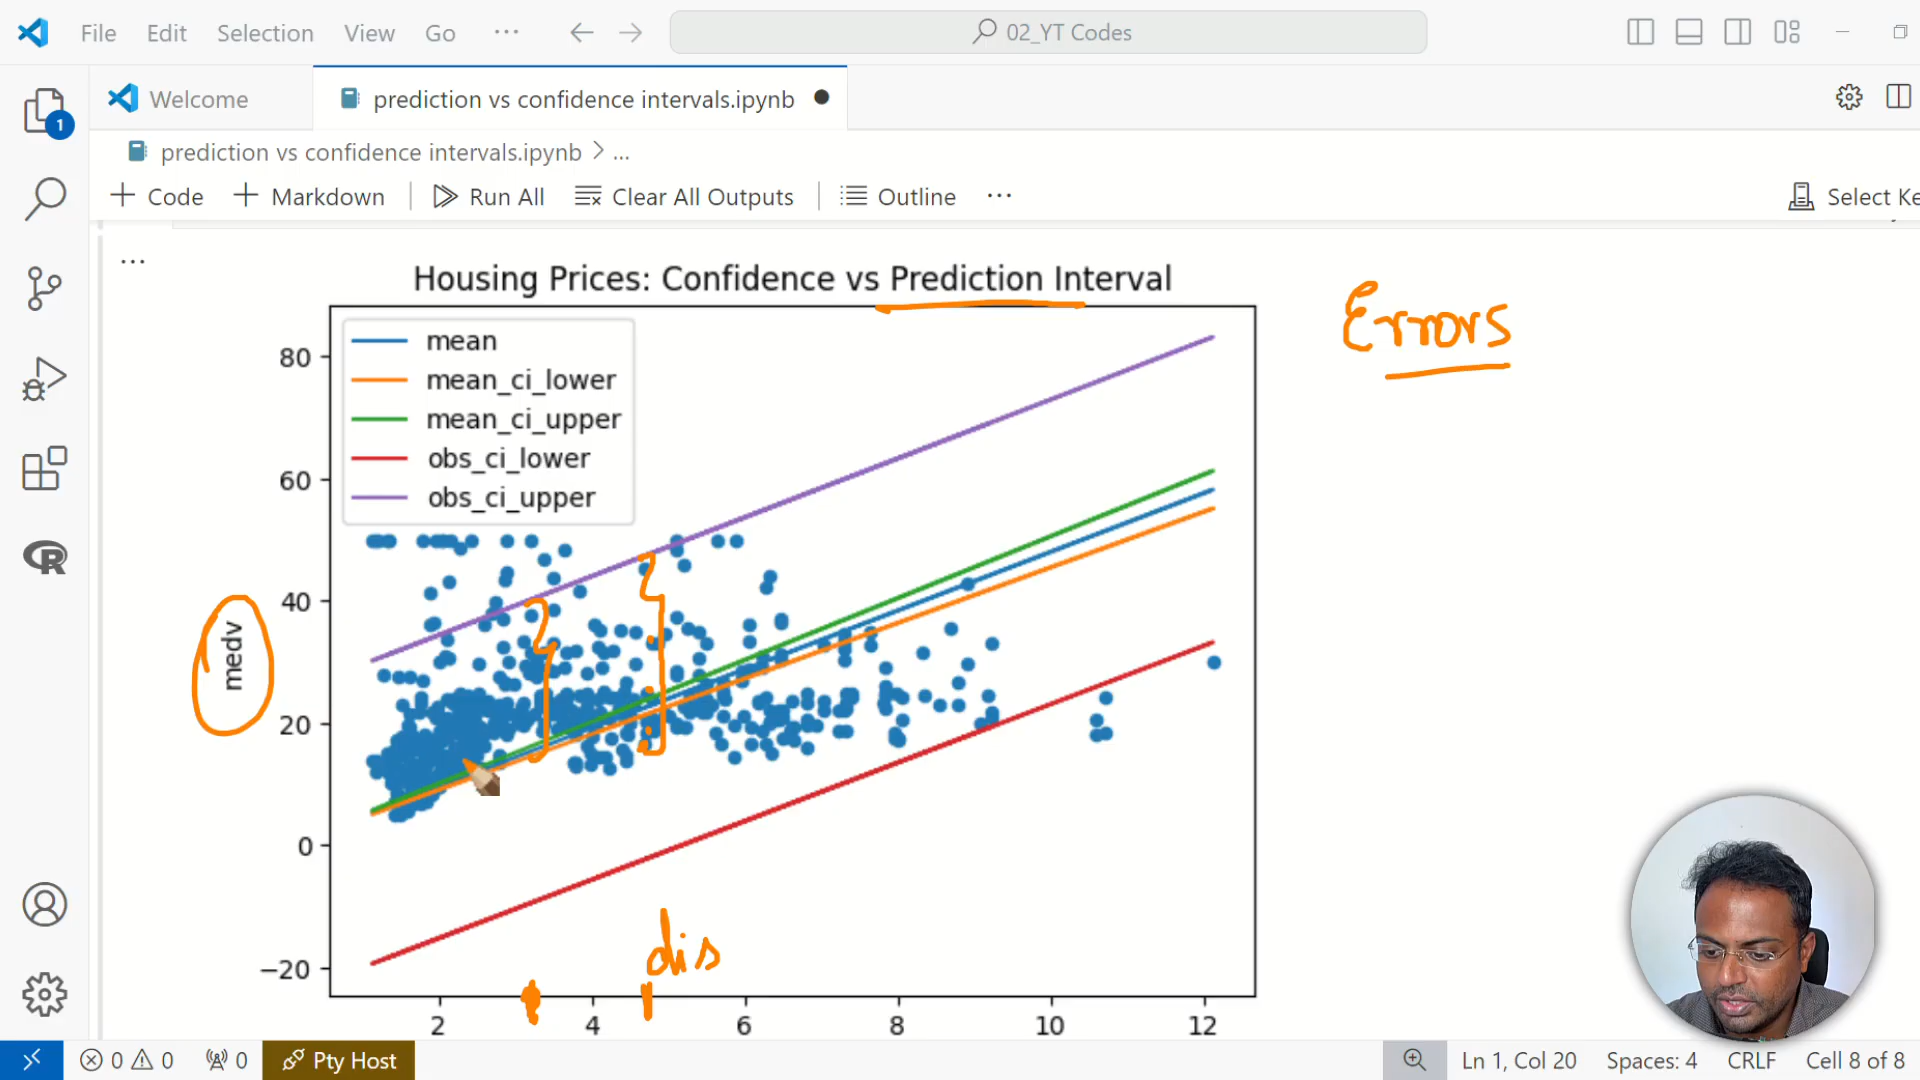 File Edit Selection View Go ... 02_YT Codes
Welcome prediction vs confidence intervals.ipynb
1
prediction vs confidence intervals.ipynb > ...
+ Code + Markdown Run All Clear All Outputs Outline ...
...
Housing Prices: Confidence vs Prediction Interval
Errors
mean
mean_ci_lower
mean_ci_upper
obs_ci_lower
obs_ci_upper
80
60
40
20
0
−20
medv
dis
2 4 6 8 10 12
R
0 0 0 Pty Host Ln 1, Col 20 Spaces: 4 CRLF Cell 8 of 8